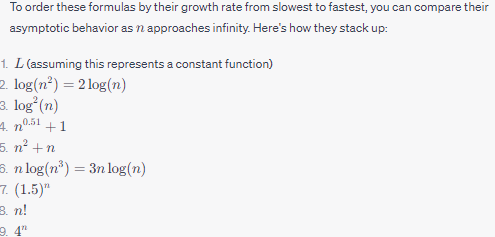 To order these formulas by their growth rate from slowest to fastest, you can compare their
asymptotic behavior as n approaches infinity. Here's how they stack up:
1. L (assuming this represents a constant function)
2. log(n²) = 2 log(n)
3. log²(n)
4. n^0.51 + 1
5. n² + n
6. n log(n³) = 3n log(n)
7. (1.5)ⁿ
8. n!
9. 4ⁿ